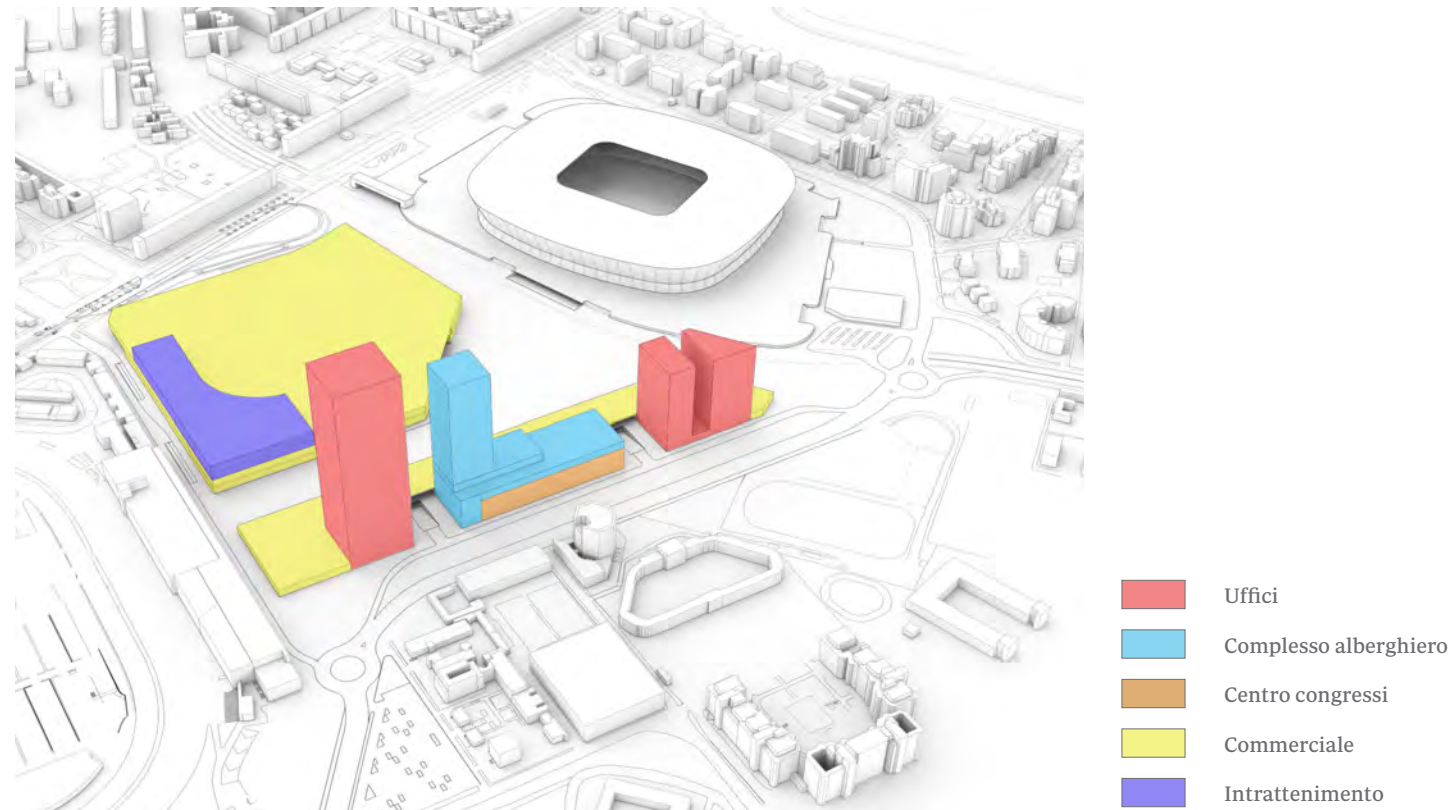 Uffici
Complesso alberghiero
Centro congressi
Commerciale
Intrattenimento